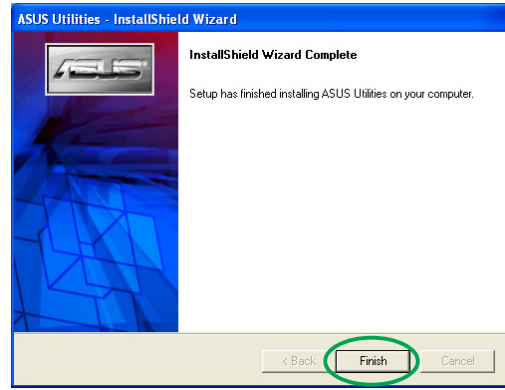 ASUS Utilities - InstallShield Wizard
ASUS
InstallShield Wizard Complete
Setup has finished installing ASUS Utilities on your computer.
< Back
Finish
Cancel